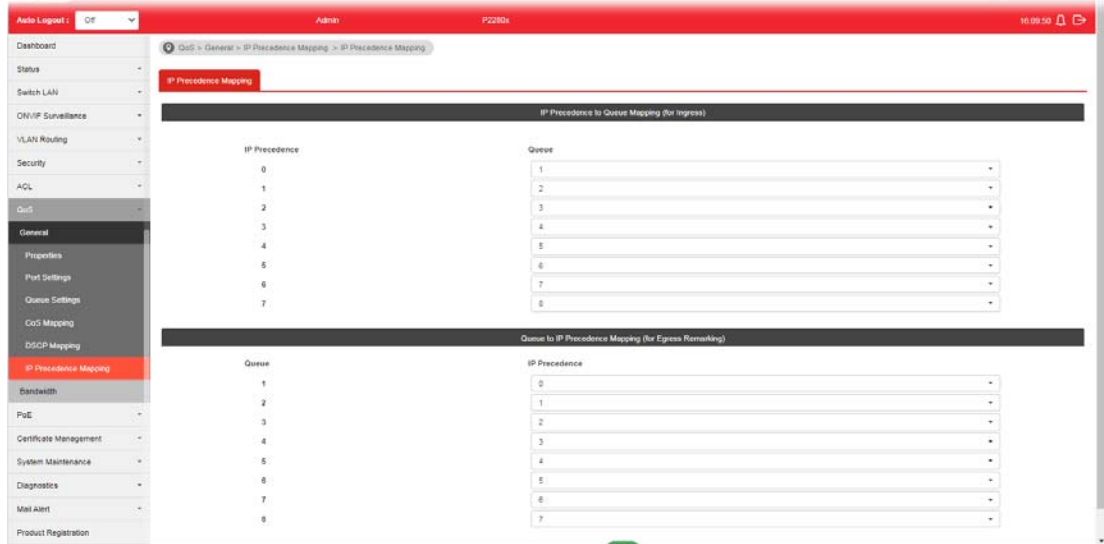 Auto Logout : Off Admin P2280x 16:09:50
Dashboard
QoS > General > IP Precedence Mapping > IP Precedence Mapping
Status
Switch LAN
ONVIF Surveillance
VLAN Routing
Security
ACL
QoS
General
Properties
Port Settings
Queue Settings
CoS Mapping
DSCP Mapping
IP Precedence Mapping
Bandwidth
PoE
Certificate Management
System Maintenance
Diagnostics
Mail Alert
Product Registration
IP Precedence Mapping
IP Precedence to Queue Mapping (for Ingress)
IP Precedence Queue
0 1
1 2
2 3
3 4
4 5
5 6
6 7
7 8
Queue to IP Precedence Mapping (for Egress Remarking)
Queue IP Precedence
1 0
2 1
3 2
4 3
5 4
6 5
7 6
8 7